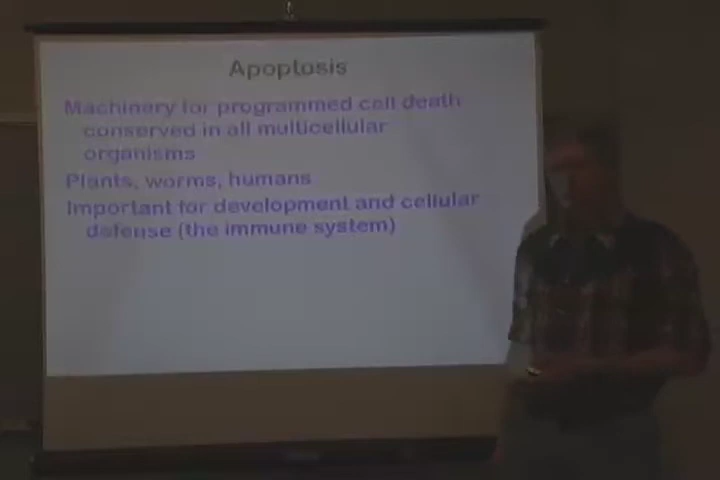 Apoptosis
Machinery for programmed cell death
conserved in all multicellular
organisms
Plants, worms, humans
Important for development and cellular
defense (the immune system)